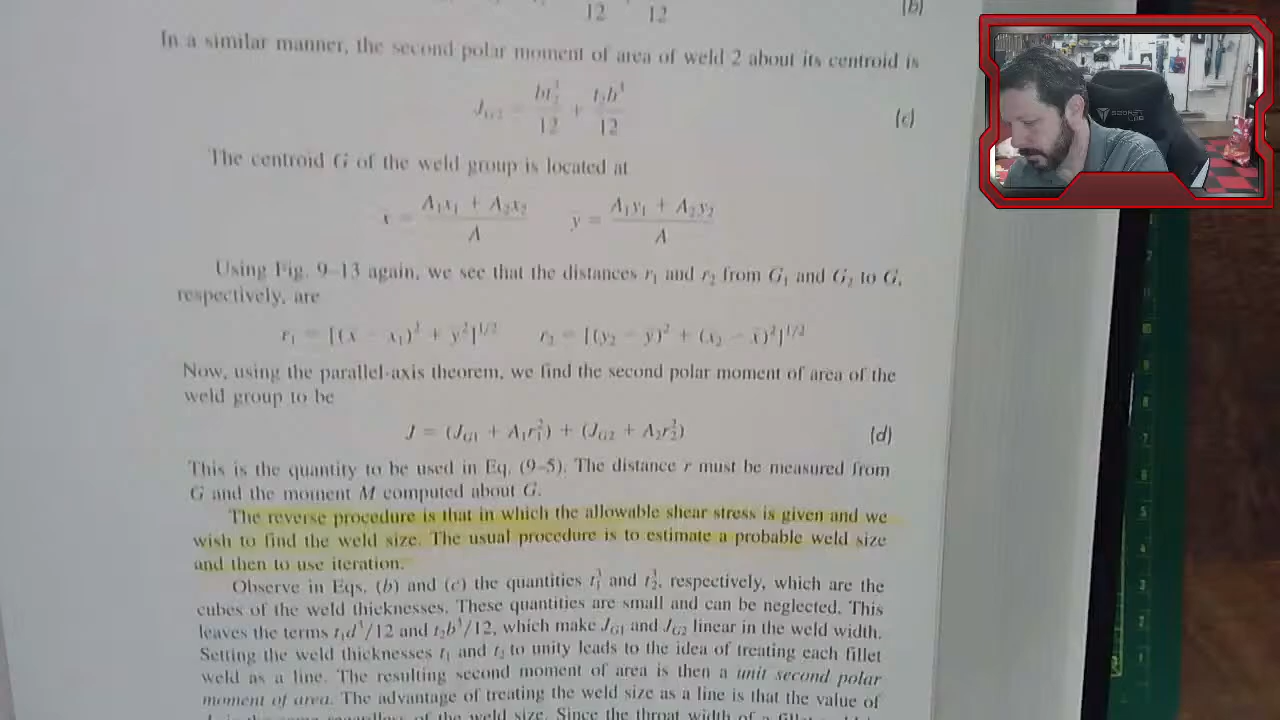 12 12
(b)
In a similar manner, the second polar moment of area of weld 2 about its centroid is
J_G2 = bt_2^3/12 + t_2b^3/12 (c)
The centroid G of the weld group is located at
x̄ = (A_1x_1 + A_2x_2)/A ȳ = (A_1y_1 + A_2y_2)/A
Using Fig. 9–13 again, we see that the distances r_1 and r_2 from G_1 and G_2 to G,
respectively, are
r_1 = [(x̄ − x_1)^2 + ȳ^2]^1/2 r_2 = [(y_2 − ȳ)^2 + (x_2 − x̄)^2]^1/2
Now, using the parallel-axis theorem, we find the second polar moment of area of the
weld group to be
J = (J_G1 + A_1r_1^2) + (J_G2 + A_2r_2^2) (d)
This is the quantity to be used in Eq. (9–5). The distance r must be measured from
G and the moment M computed about G.
The reverse procedure is that in which the allowable shear stress is given and we
wish to find the weld size. The usual procedure is to estimate a probable weld size
and then to use iteration.
Observe in Eqs. (b) and (c) the quantities t_1^3 and t_2^3, respectively, which are the
cubes of the weld thicknesses. These quantities are small and can be neglected. This
leaves the terms t_1d^3/12 and t_2b^3/12, which make J_G1 and J_G2 linear in the weld width.
Setting the weld thicknesses t_1 and t_2 to unity leads to the idea of treating each fillet
weld as a line. The resulting second moment of area is then a unit second polar
moment of area. The advantage of treating the weld size as a line is that the value of
regardless of the weld size. Since the throat width of a fillet weld is